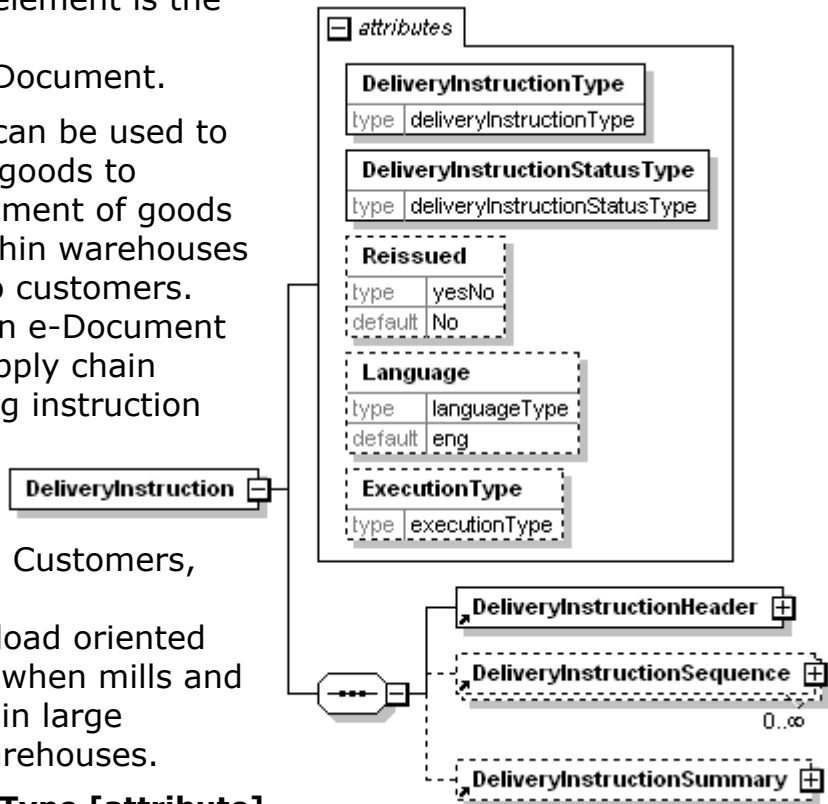 element is the
Document.
can be used to
goods to
ment of goods
hin warehouses
o customers.
n e-Document
pply chain
g instruction
Customers,
load oriented
when mills and
in large
rehouses.
Type [attribute]
attributes
DeliveryInstructionType
type deliveryInstructionType
DeliveryInstructionStatusType
type deliveryInstructionStatusType
Reissued
type yesNo
default No
Language
type languageType
default eng
ExecutionType
type executionType
DeliveryInstruction
DeliveryInstructionHeader
DeliveryInstructionSequence
0..∞
DeliveryInstructionSummary